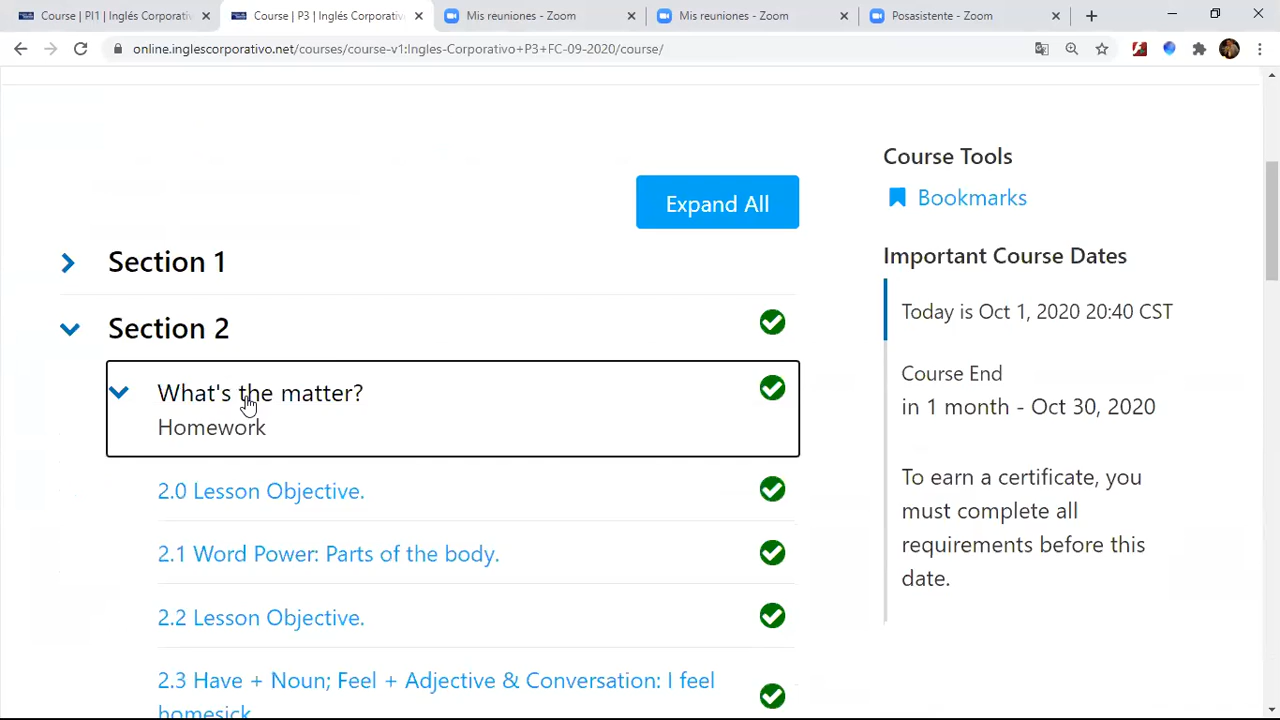 Course | PI1 | Inglés Corporativ
Course | P3 | Inglés Corporativo
Mis reuniones - Zoom
Mis reuniones - Zoom
Posasistente - Zoom
online.inglescorporativo.net/courses/course-v1:Ingles-Corporativo+P3+FC-09-2020/course/
Expand All
Section 1
Section 2
What's the matter?
Homework
2.0 Lesson Objective.
2.1 Word Power: Parts of the body.
2.2 Lesson Objective.
2.3 Have + Noun; Feel + Adjective & Conversation: I feel
homesick
Course Tools
Bookmarks
Important Course Dates
Today is Oct 1, 2020 20:40 CST
Course End
in 1 month - Oct 30, 2020
To earn a certificate, you
must complete all
requirements before this
date.